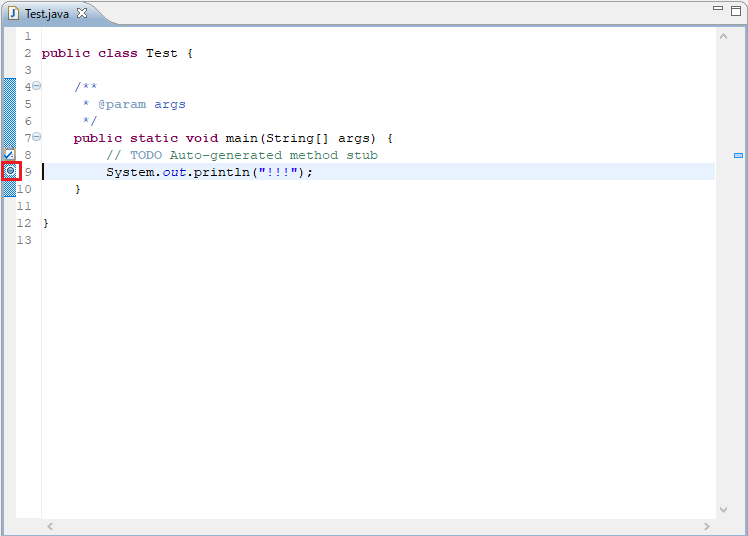 Test.java
1
2 public class Test {
3
4 /**
5 * @param args
6 */
7 public static void main(String[] args) {
8 // TODO Auto-generated method stub
9 System.out.println("!!!");
10 }
11
12 }
13